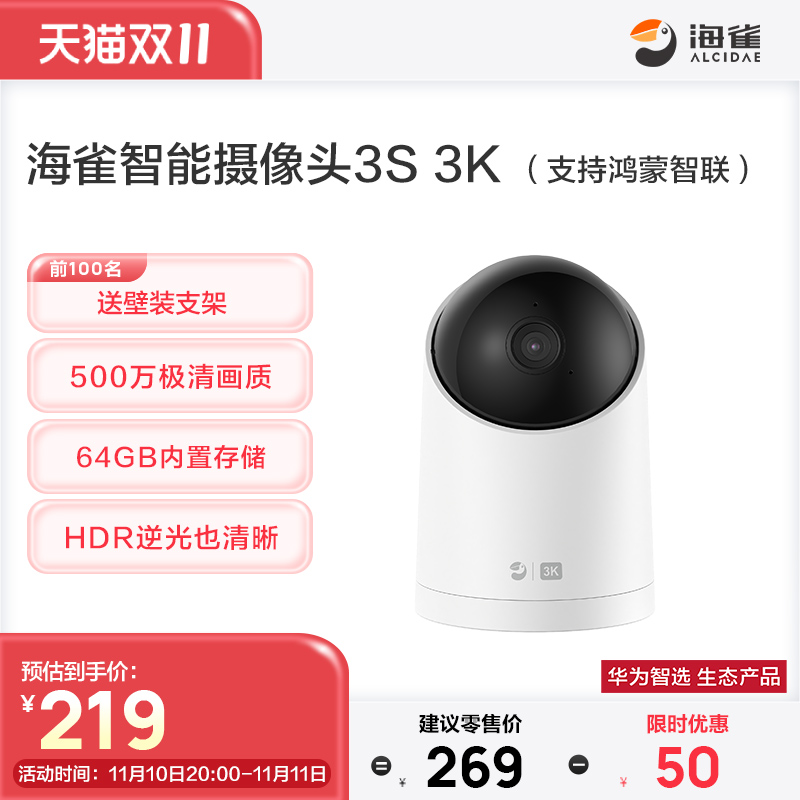 天猫双11
海雀
ALCIDAE
海雀智能摄像头3S 3K（支持鸿蒙智联）
前100名
送壁装支架
500万极清画质
64GB内置存储
HDR逆光也清晰
3K
华为智选 生态产品
预估到手价：
¥219
活动时间：11月10日20:00-11月11日
=
建议零售价
¥ 269
−
限时优惠
¥ 50